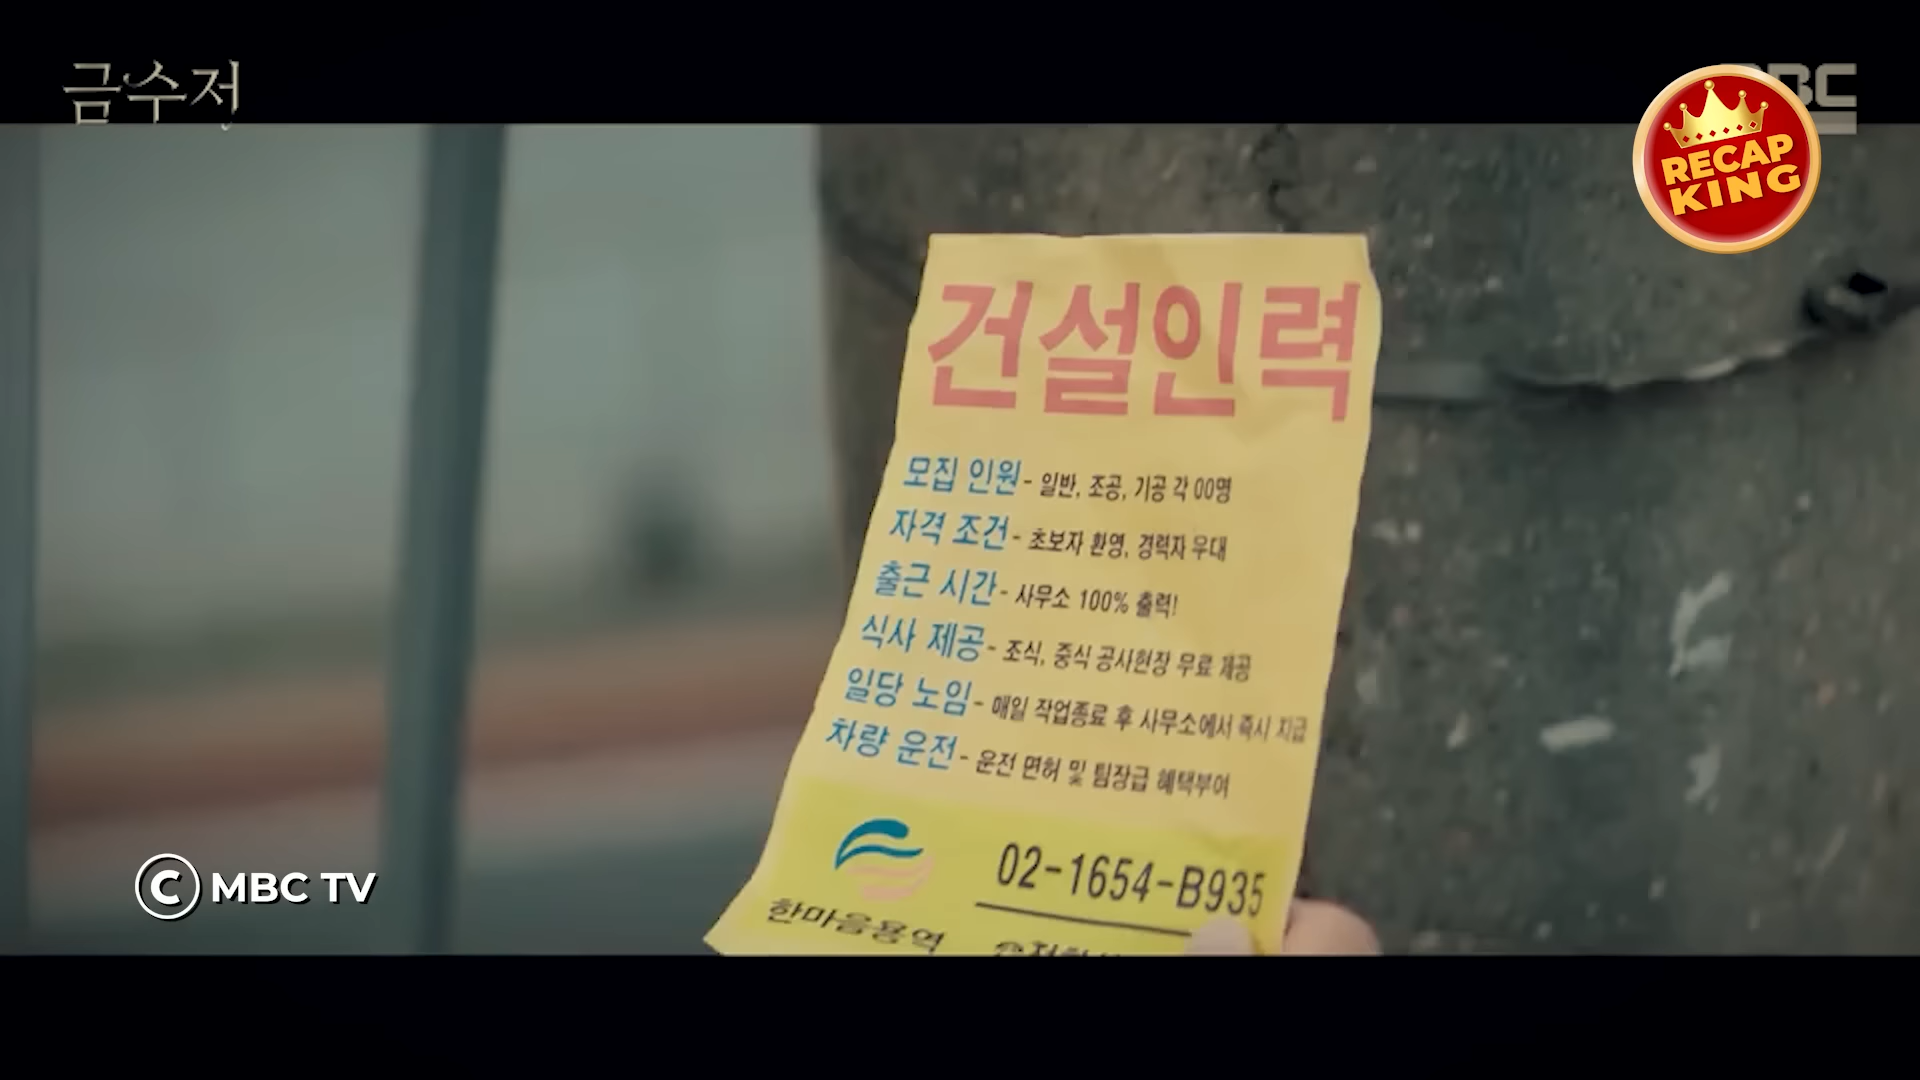 금수저
RECAP
KING
건설인력
모집 인원 - 일반, 조공, 기공 각 00명
자격 조건 - 초보자 환영, 경력자 우대
출근 시간 - 사무소 100% 출력!
식사 제공 - 조식, 중식 공사현장 무료 제공
일당 노임 - 매일 작업종료 후 사무소에서 즉시 지급
차량 운전 - 운전 면허 및 팀장급 혜택부여
02-1654-B935
한마음용역
© MBC TV